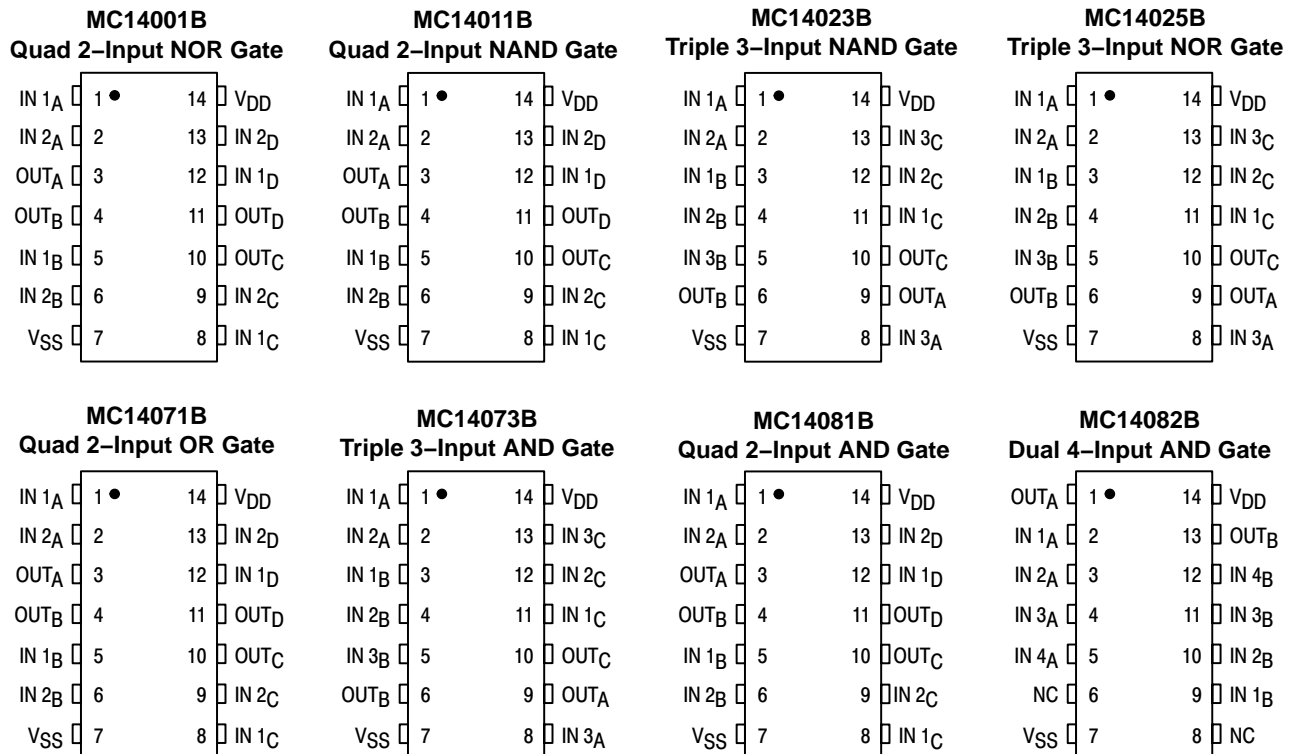 MC14001B
Quad 2–Input NOR Gate
IN 1A 1 14 VDD
IN 2A 2 13 IN 2D
OUTA 3 12 IN 1D
OUTB 4 11 OUTD
IN 1B 5 10 OUTC
IN 2B 6 9 IN 2C
VSS 7 8 IN 1C
MC14011B
Quad 2–Input NAND Gate
IN 1A 1 14 VDD
IN 2A 2 13 IN 2D
OUTA 3 12 IN 1D
OUTB 4 11 OUTD
IN 1B 5 10 OUTC
IN 2B 6 9 IN 2C
VSS 7 8 IN 1C
MC14023B
Triple 3–Input NAND Gate
IN 1A 1 14 VDD
IN 2A 2 13 IN 3C
IN 1B 3 12 IN 2C
IN 2B 4 11 IN 1C
IN 3B 5 10 OUTC
OUTB 6 9 OUTA
VSS 7 8 IN 3A
MC14025B
Triple 3–Input NOR Gate
IN 1A 1 14 VDD
IN 2A 2 13 IN 3C
IN 1B 3 12 IN 2C
IN 2B 4 11 IN 1C
IN 3B 5 10 OUTC
OUTB 6 9 OUTA
VSS 7 8 IN 3A
MC14071B
Quad 2–Input OR Gate
IN 1A 1 14 VDD
IN 2A 2 13 IN 2D
OUTA 3 12 IN 1D
OUTB 4 11 OUTD
IN 1B 5 10 OUTC
IN 2B 6 9 IN 2C
VSS 7 8 IN 1C
MC14073B
Triple 3–Input AND Gate
IN 1A 1 14 VDD
IN 2A 2 13 IN 3C
IN 1B 3 12 IN 2C
IN 2B 4 11 IN 1C
IN 3B 5 10 OUTC
OUTB 6 9 OUTA
VSS 7 8 IN 3A
MC14081B
Quad 2–Input AND Gate
IN 1A 1 14 VDD
IN 2A 2 13 IN 2D
OUTA 3 12 IN 1D
OUTB 4 11 OUTD
IN 1B 5 10 OUTC
IN 2B 6 9 IN 2C
VSS 7 8 IN 1C
MC14082B
Dual 4–Input AND Gate
OUTA 1 14 VDD
IN 1A 2 13 OUTB
IN 2A 3 12 IN 4B
IN 3A 4 11 IN 3B
IN 4A 5 10 IN 2B
NC 6 9 IN 1B
VSS 7 8 NC